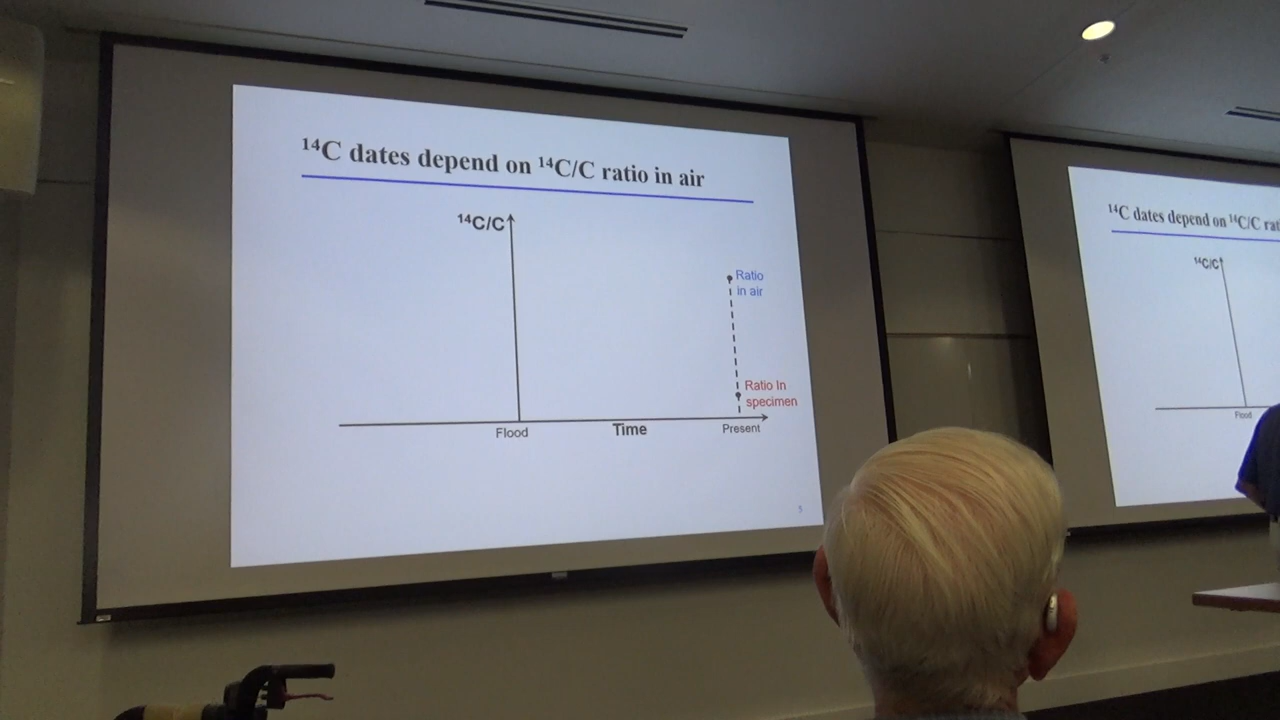 ¹⁴C dates depend on ¹⁴C/C ratio in air
¹⁴C/C
Ratio
in air
Ratio In
specimen
Flood
Time
Present
5
¹⁴C dates depend on ¹⁴C/C rat
¹⁴C/C
Flood